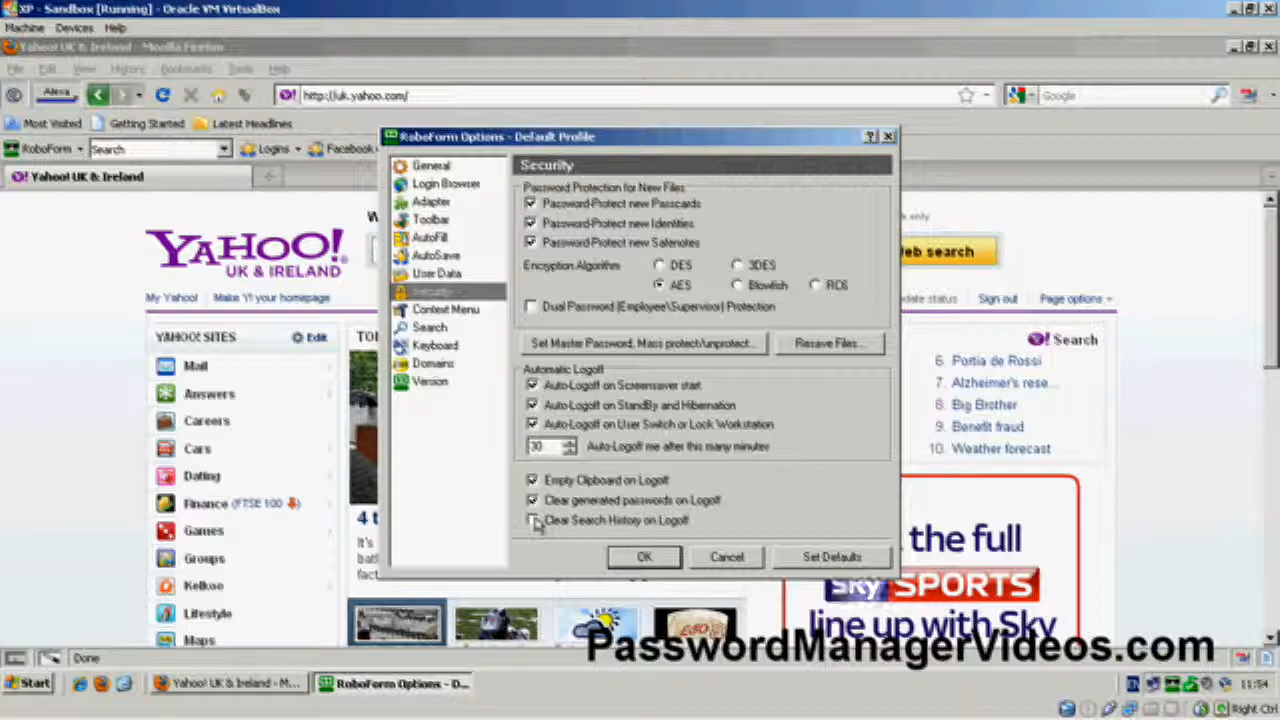 XP - Sandbox [Running] - Oracle VM VirtualBox
Machine Devices Help
Yahoo! UK & Ireland - Mozilla Firefox
File Edit View History Bookmarks Tools Help
Alexa http://uk.yahoo.com/ Google
Most Visited Getting Started Latest Headlines
RoboForm Search Logins Facebook
Yahoo! UK & Ireland
RoboForm Options - Default Profile
General
Login Browser
Adapter
Toolbar
AutoFill
AutoSave
User Data
Security
Context Menu
Search
Keyboard
Domains
Version
Security
Password Protection for New Files
Password-Protect new Passcards
Password-Protect new Identities
Password-Protect new Safenotes
Encryption Algorithm DES 3DES
AES Blowfish RC6
Dual Password (Employee\Supervisor) Protection
Set Master Password, Mass protect/unprotect... Resave Files...
Automatic Logoff
Auto-Logoff on Screensaver start
Auto-Logoff on StandBy and Hibernation
Auto-Logoff on User Switch or Lock Workstation
30 Auto-Logoff me after this many minutes
Empty Clipboard on Logoff
Clear generated passwords on Logoff
Clear Search History on Logoff
OK Cancel Set Defaults
W
only
YAHOO!
UK & IRELAND
eb search
My Yahoo! Make Y! your homepage
date status Sign out Page options
YAHOO! SITES Edit
Mail
Answers
Careers
Cars
Dating
Finance (FTSE 100)
Games
Groups
Kelkoo
Lifestyle
Maps
TO
4 t
It's
bat
fact
Y! Search
6. Portia de Rossi
7. Alzheimer's rese...
8. Big Brother
9. Benefit fraud
10. Weather forecast
the full
sky SPORTS
line up with Sky
PasswordManagerVideos.com
Done
Start Yahoo! UK & Ireland - M... RoboForm Options - D... 11:54
Right Ctrl